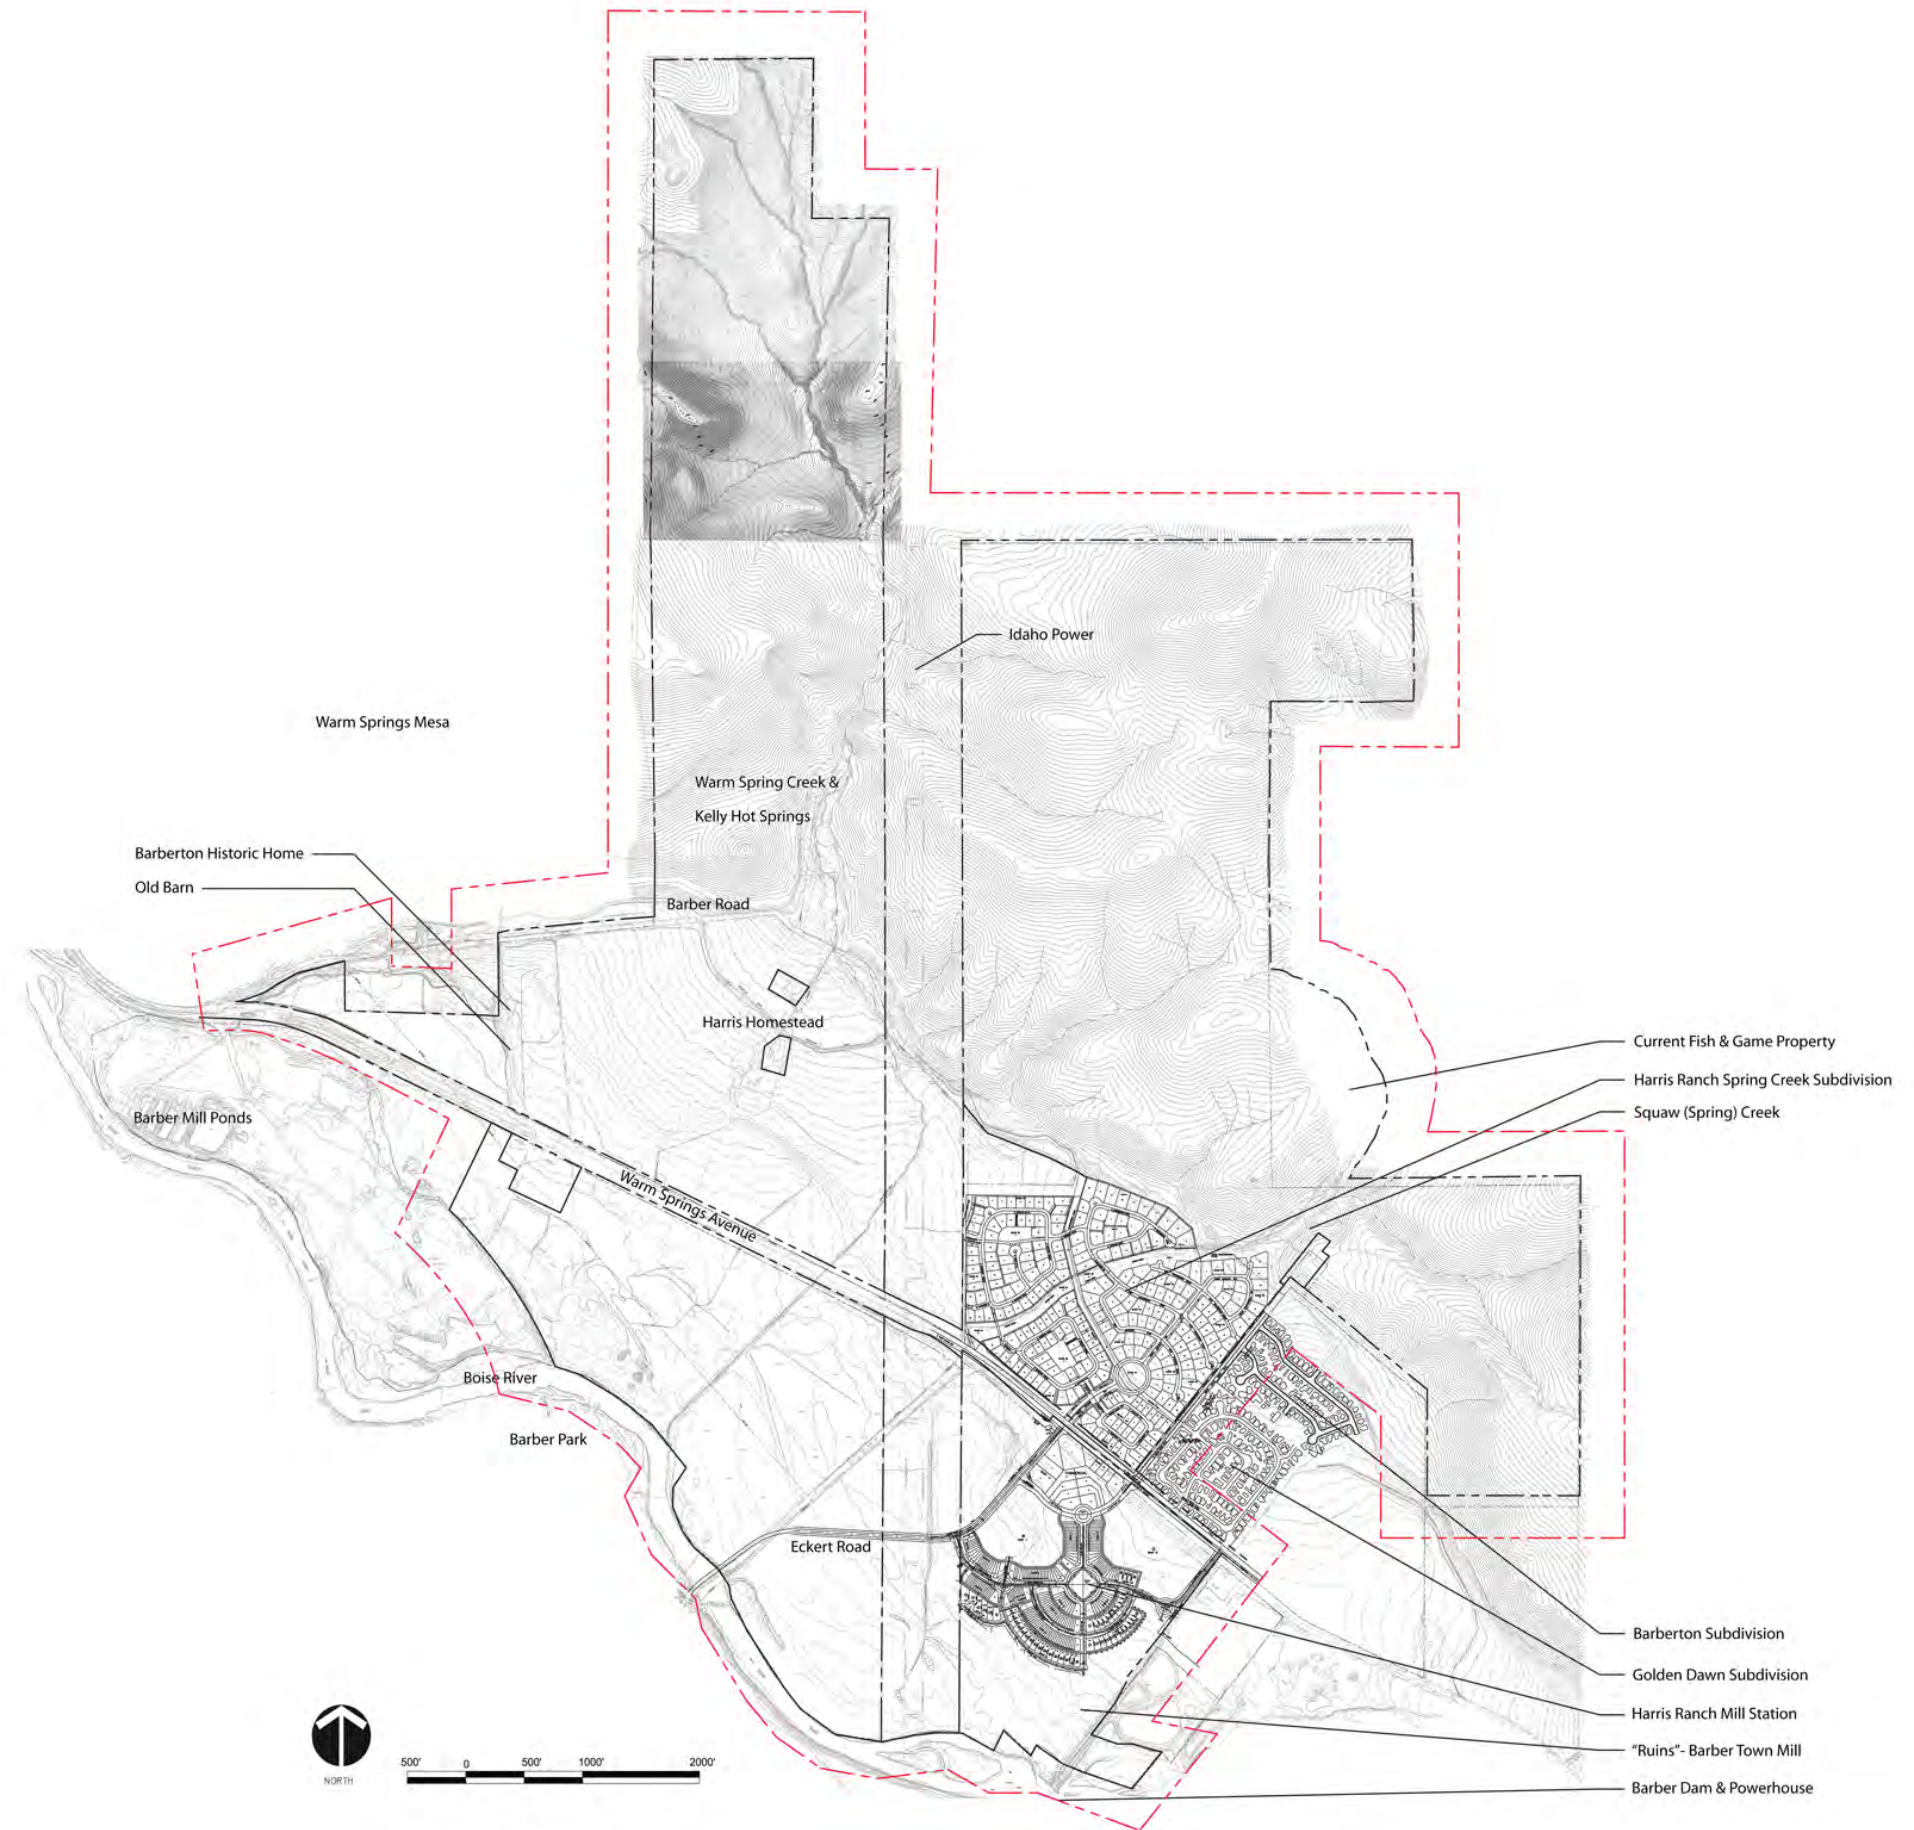 Idaho Power
Warm Springs Mesa
Warm Spring Creek &
Kelly Hot Springs
Barberton Historic Home
Old Barn
Barber Road
Harris Homestead
Current Fish & Game Property
Harris Ranch Spring Creek Subdivision
Squaw (Spring) Creek
Barber Mill Ponds
Warm Springs Avenue
Boise River
Barber Park
Eckert Road
Barberton Subdivision
Golden Dawn Subdivision
Harris Ranch Mill Station
"Ruins"- Barber Town Mill
Barber Dam & Powerhouse
NORTH
500' 0 500' 1000' 2000'